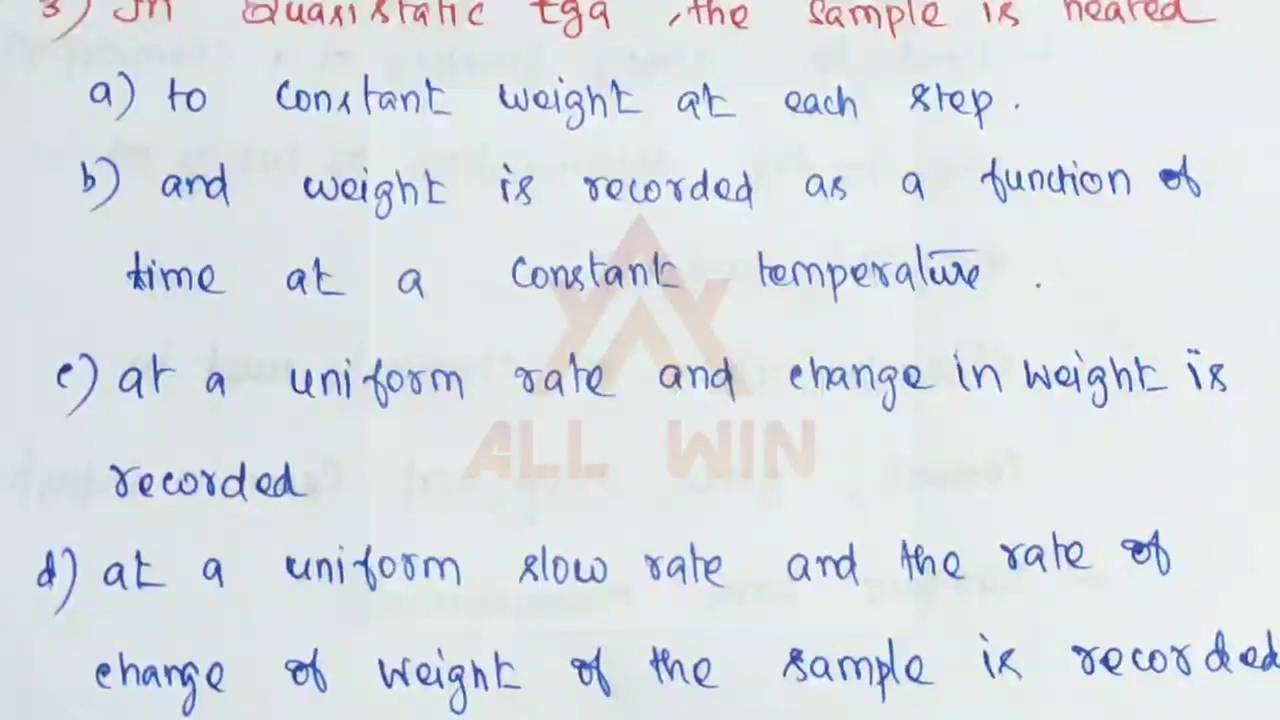 3) In Quasistatic tga, the sample is heated
a) to constant weight at each step.
b) and weight is recorded as a function of
time at a constant temperature.
c) at a uniform rate and change in weight is
recorded
d) at a uniform slow rate and the rate of
change of weight of the sample is recorded
ALL WIN